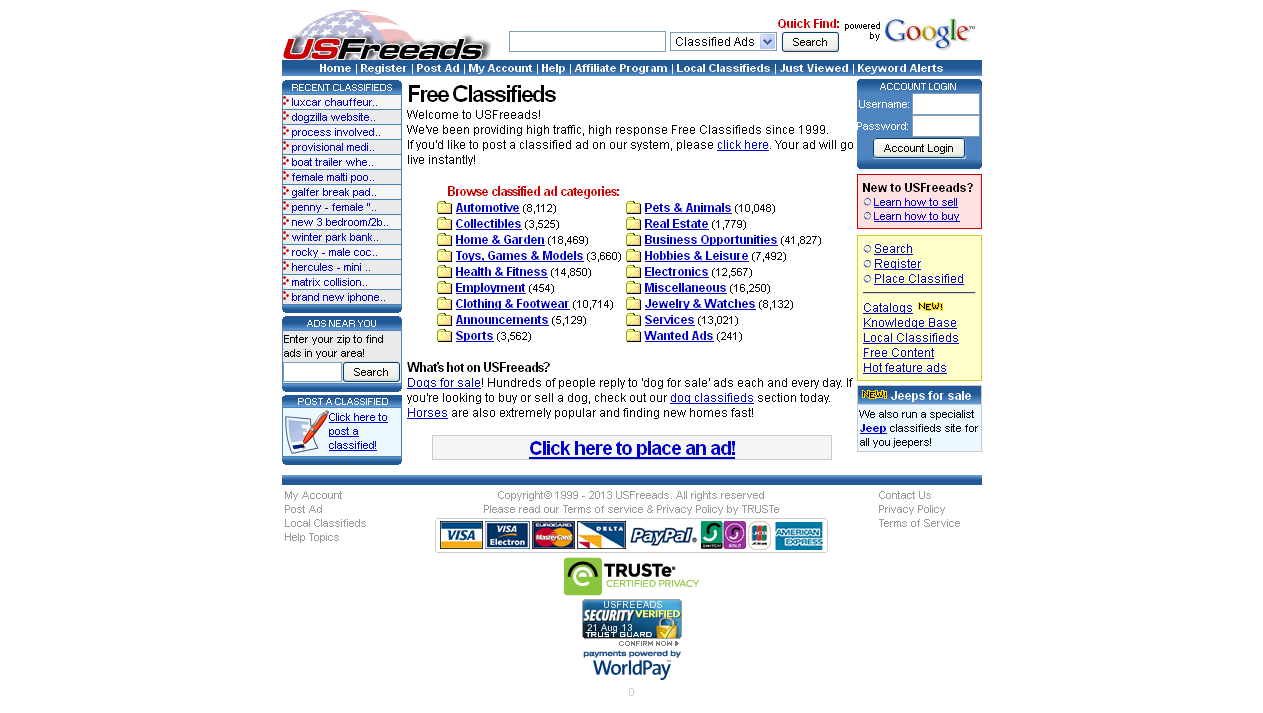 USFreeads
Quick Find:
powered by Google™
Classified Ads
Search
Home | Register | Post Ad | My Account | Help | Affiliate Program | Local Classifieds | Just Viewed | Keyword Alerts
RECENT CLASSIFIEDS
luxcar chauffeur..
dogzilla website..
process involved..
provisional medi..
boat trailer whe..
female malti poo..
galfer break pad..
penny - female "..
new 3 bedroom/2b..
winter park bank..
rocky - male coc..
hercules - mini ..
matrix collision..
brand new iphone..
ADS NEAR YOU
Enter your zip to find
ads in your area!
Search
POST A CLASSIFIED
Click here to
post a
classified!
Free Classifieds
Welcome to USFreeads!
We've been providing high traffic, high response Free Classifieds since 1999.
If you'd like to post a classified ad on our system, please click here. Your ad will go
live instantly!
Browse classified ad categories:
Automotive (8,112)
Pets & Animals (10,048)
Collectibles (3,525)
Real Estate (1,779)
Home & Garden (18,469)
Business Opportunities (41,827)
Toys, Games & Models (3,660)
Hobbies & Leisure (7,492)
Health & Fitness (14,850)
Electronics (12,567)
Employment (454)
Miscellaneous (16,250)
Clothing & Footwear (10,714)
Jewelry & Watches (8,132)
Announcements (5,129)
Services (13,021)
Sports (3,562)
Wanted Ads (241)
What's hot on USFreeads?
Dogs for sale! Hundreds of people reply to 'dog for sale' ads each and every day. If
you're looking to buy or sell a dog, check out our dog classifieds section today.
Horses are also extremely popular and finding new homes fast!
Click here to place an ad!
ACCOUNT LOGIN
Username:
Password:
Account Login
New to USFreeads?
Learn how to sell
Learn how to buy
Search
Register
Place Classified
Catalogs NEW!
Knowledge Base
Local Classifieds
Free Content
Hot feature ads
NEW! Jeeps for sale
We also run a specialist
Jeep classifieds site for
all you jeepers!
My Account
Post Ad
Local Classifieds
Help Topics
Copyright© 1999 - 2013 USFreeads. All rights reserved
Please read our Terms of service & Privacy Policy by TRUSTe
Contact Us
Privacy Policy
Terms of Service
VISA
VISA Electron
EUROCARD MasterCard
DELTA
PayPal
SWITCH
SOLO
JCB
AMERICAN EXPRESS
TRUSTe
CERTIFIED PRIVACY
USFREEADS
SECURITY VERIFIED
21 Aug 13
TRUST GUARD
CONFIRM NOW
payments powered by
WorldPay™
0